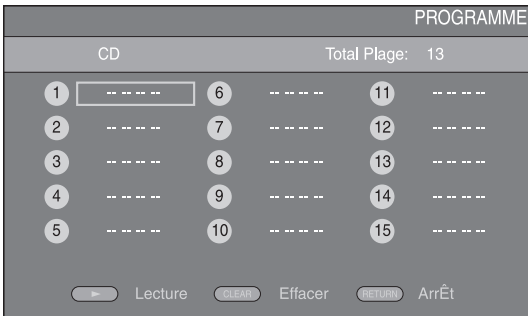 PROGRAMME
CD Total Plage: 13
1 -- -- -- -- 6 -- -- -- -- 11 -- -- -- --
2 -- -- -- -- 7 -- -- -- -- 12 -- -- -- --
3 -- -- -- -- 8 -- -- -- -- 13 -- -- -- --
4 -- -- -- -- 9 -- -- -- -- 14 -- -- -- --
5 -- -- -- -- 10 -- -- -- -- 15 -- -- -- --
Lecture CLEAR Effacer RETURN ArrÊt